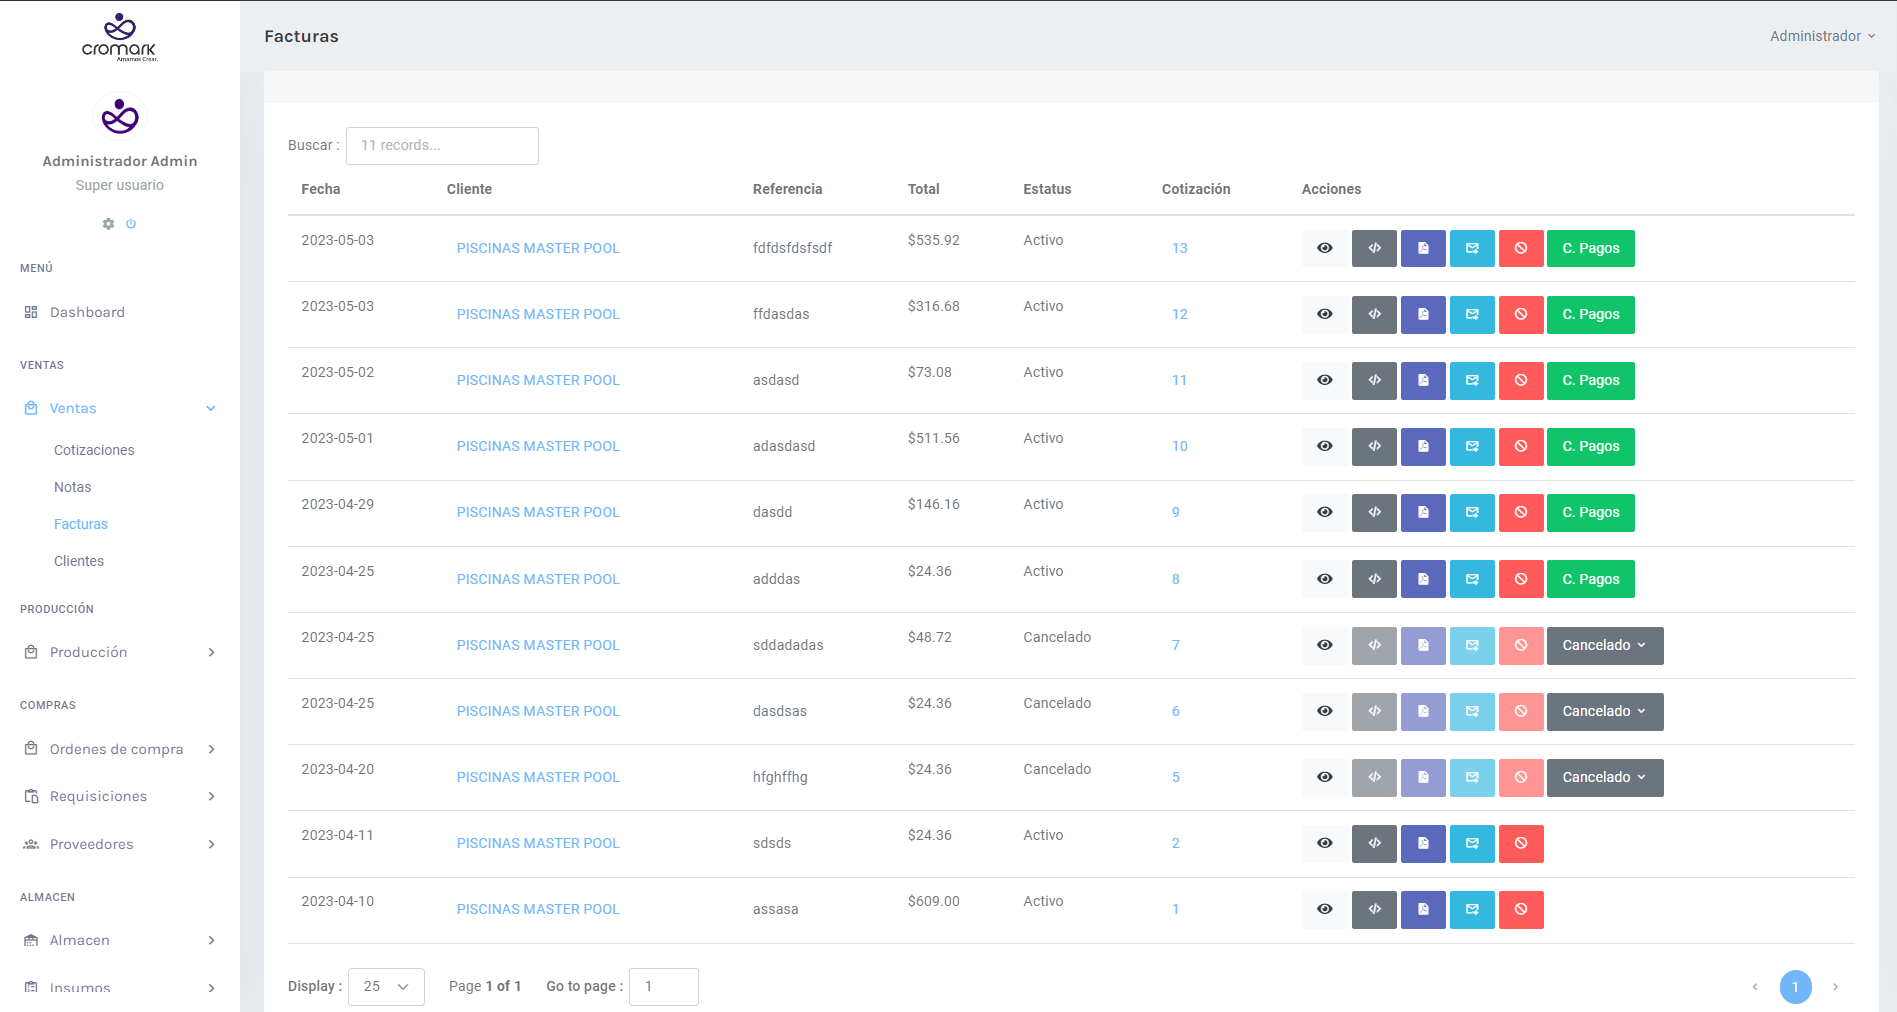 cromark
Amamos Crear.
Administrador Admin
Super usuario
MENÚ
Dashboard
VENTAS
Ventas
Cotizaciones
Notas
Facturas
Clientes
PRODUCCIÓN
Producción
COMPRAS
Ordenes de compra
Requisiciones
Proveedores
ALMACEN
Almacen
Insumos
Facturas
Administrador
Buscar : 11 records...
Fecha Cliente Referencia Total Estatus Cotización Acciones
2023-05-03 PISCINAS MASTER POOL fdfdsfdsfsdf $535.92 Activo 13 C. Pagos
2023-05-03 PISCINAS MASTER POOL ffdasdas $316.68 Activo 12 C. Pagos
2023-05-02 PISCINAS MASTER POOL asdasd $73.08 Activo 11 C. Pagos
2023-05-01 PISCINAS MASTER POOL adasdasd $511.56 Activo 10 C. Pagos
2023-04-29 PISCINAS MASTER POOL dasdd $146.16 Activo 9 C. Pagos
2023-04-25 PISCINAS MASTER POOL adddas $24.36 Activo 8 C. Pagos
2023-04-25 PISCINAS MASTER POOL sddadadas $48.72 Cancelado 7 Cancelado
2023-04-25 PISCINAS MASTER POOL dasdsas $24.36 Cancelado 6 Cancelado
2023-04-20 PISCINAS MASTER POOL hfghffhg $24.36 Cancelado 5 Cancelado
2023-04-11 PISCINAS MASTER POOL sdsds $24.36 Activo 2
2023-04-10 PISCINAS MASTER POOL assasa $609.00 Activo 1
Display : 25 Page 1 of 1 Go to page : 1 1